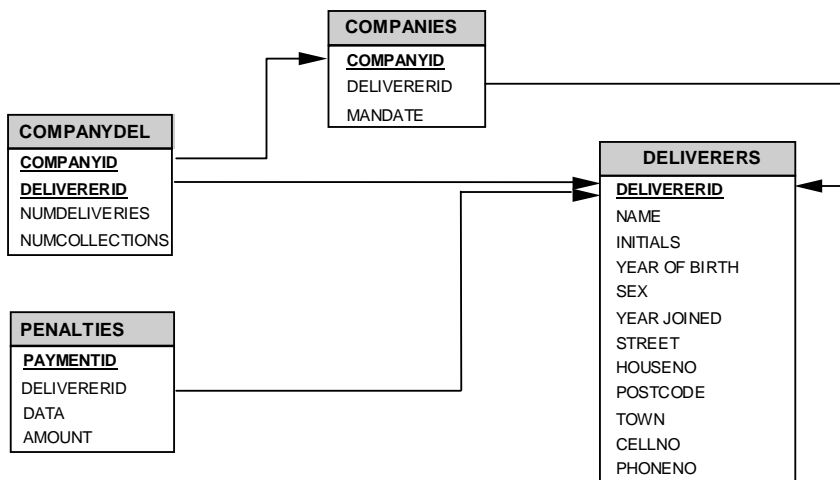 COMPANIES
COMPANYID
DELIVERERID
MANDATE
COMPANYDEL
COMPANYID
DELIVERERID
NUMDELIVERIES
NUMCOLLECTIONS
DELIVERERS
DELIVERERID
NAME
INITIALS
YEAR OF BIRTH
SEX
YEAR JOINED
STREET
HOUSENO
POSTCODE
TOWN
CELLNO
PHONENO
PENALTIES
PAYMENTID
DELIVERERID
DATA
AMOUNT